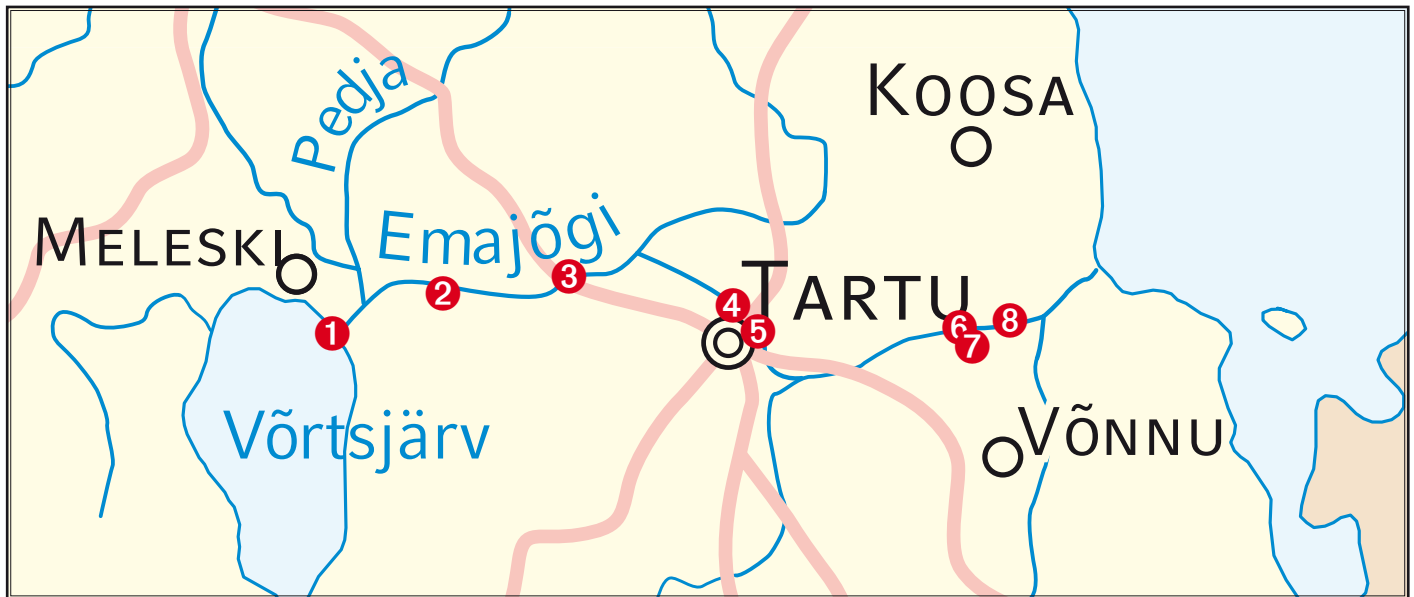 KOOSA
Pedja
Emajõgi
MELESKI
3
2
TARTU
4
1
5
6
8
7
Võrtsjärv
VÕNNU